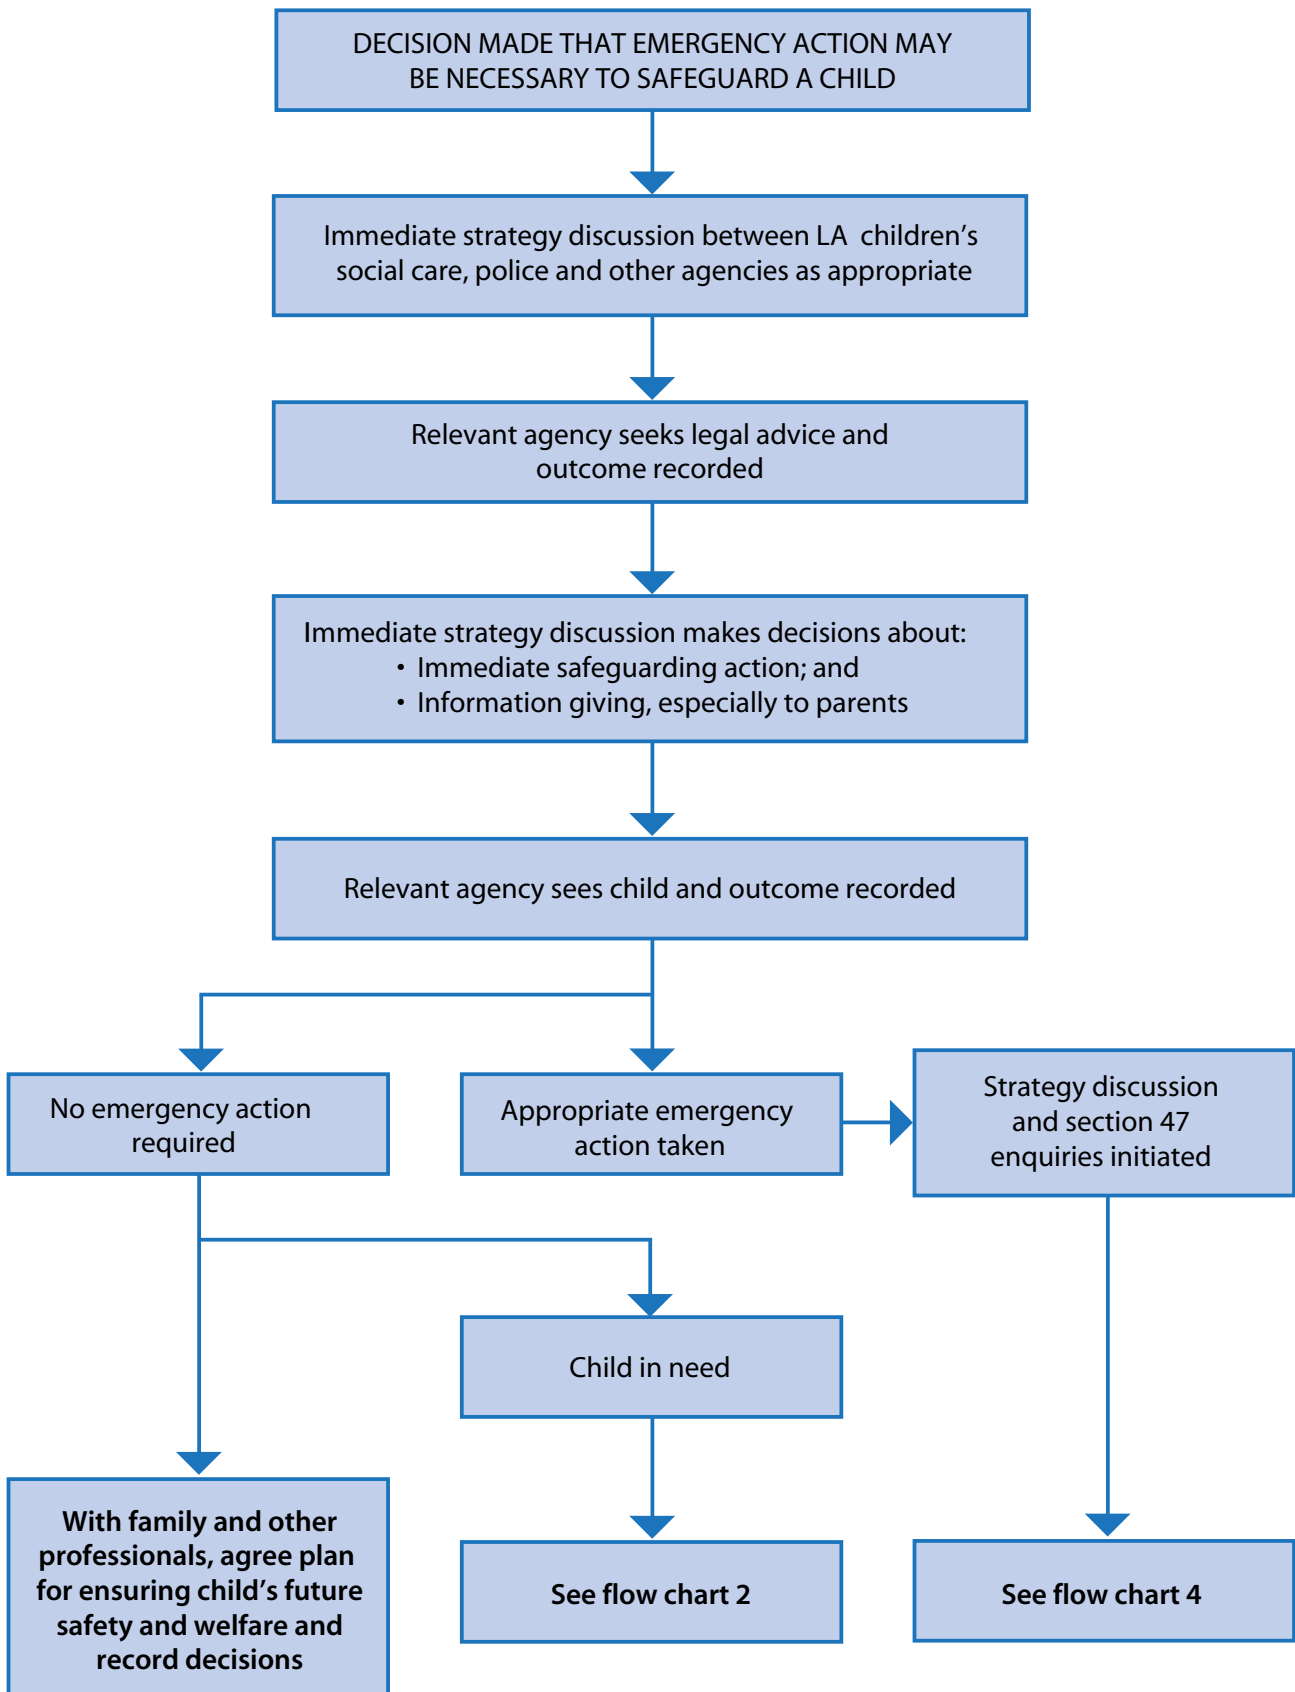 DECISION MADE THAT EMERGENCY ACTION MAY
BE NECESSARY TO SAFEGUARD A CHILD
Immediate strategy discussion between LA children’s
social care, police and other agencies as appropriate
Relevant agency seeks legal advice and
outcome recorded
Immediate strategy discussion makes decisions about:
• Immediate safeguarding action; and
• Information giving, especially to parents
Relevant agency sees child and outcome recorded
No emergency action
required
Appropriate emergency
action taken
Strategy discussion
and section 47
enquiries initiated
Child in need
With family and other
professionals, agree plan
for ensuring child’s future
safety and welfare and
record decisions
See flow chart 2
See flow chart 4